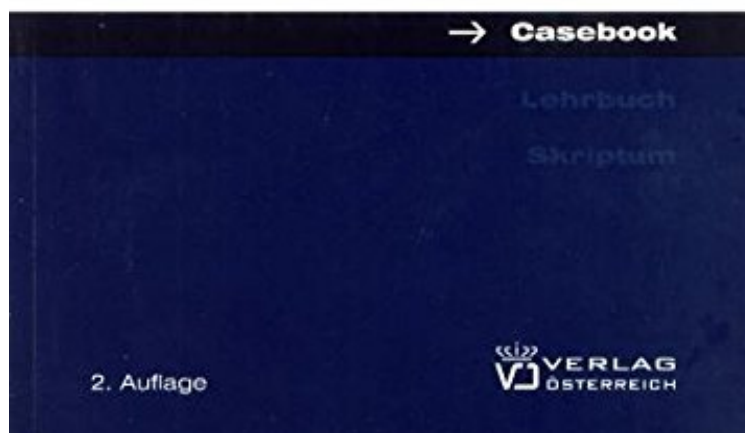 → Casebook
Lehrbuch
Skriptum
2. Auflage
VERLAG
ÖSTERREICH